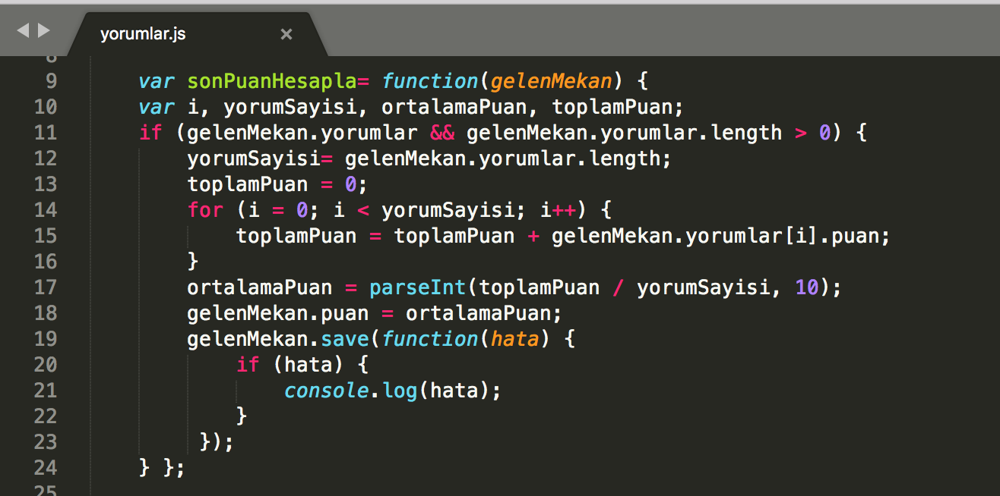 yorumlar.js ×
8
9 var sonPuanHesapla= function(gelenMekan) {
10 var i, yorumSayisi, ortalamaPuan, toplamPuan;
11 if (gelenMekan.yorumlar && gelenMekan.yorumlar.length > 0) {
12 yorumSayisi= gelenMekan.yorumlar.length;
13 toplamPuan = 0;
14 for (i = 0; i < yorumSayisi; i++) {
15 toplamPuan = toplamPuan + gelenMekan.yorumlar[i].puan;
16 }
17 ortalamaPuan = parseInt(toplamPuan / yorumSayisi, 10);
18 gelenMekan.puan = ortalamaPuan;
19 gelenMekan.save(function(hata) {
20 if (hata) {
21 console.log(hata);
22 }
23 });
24 } };
25